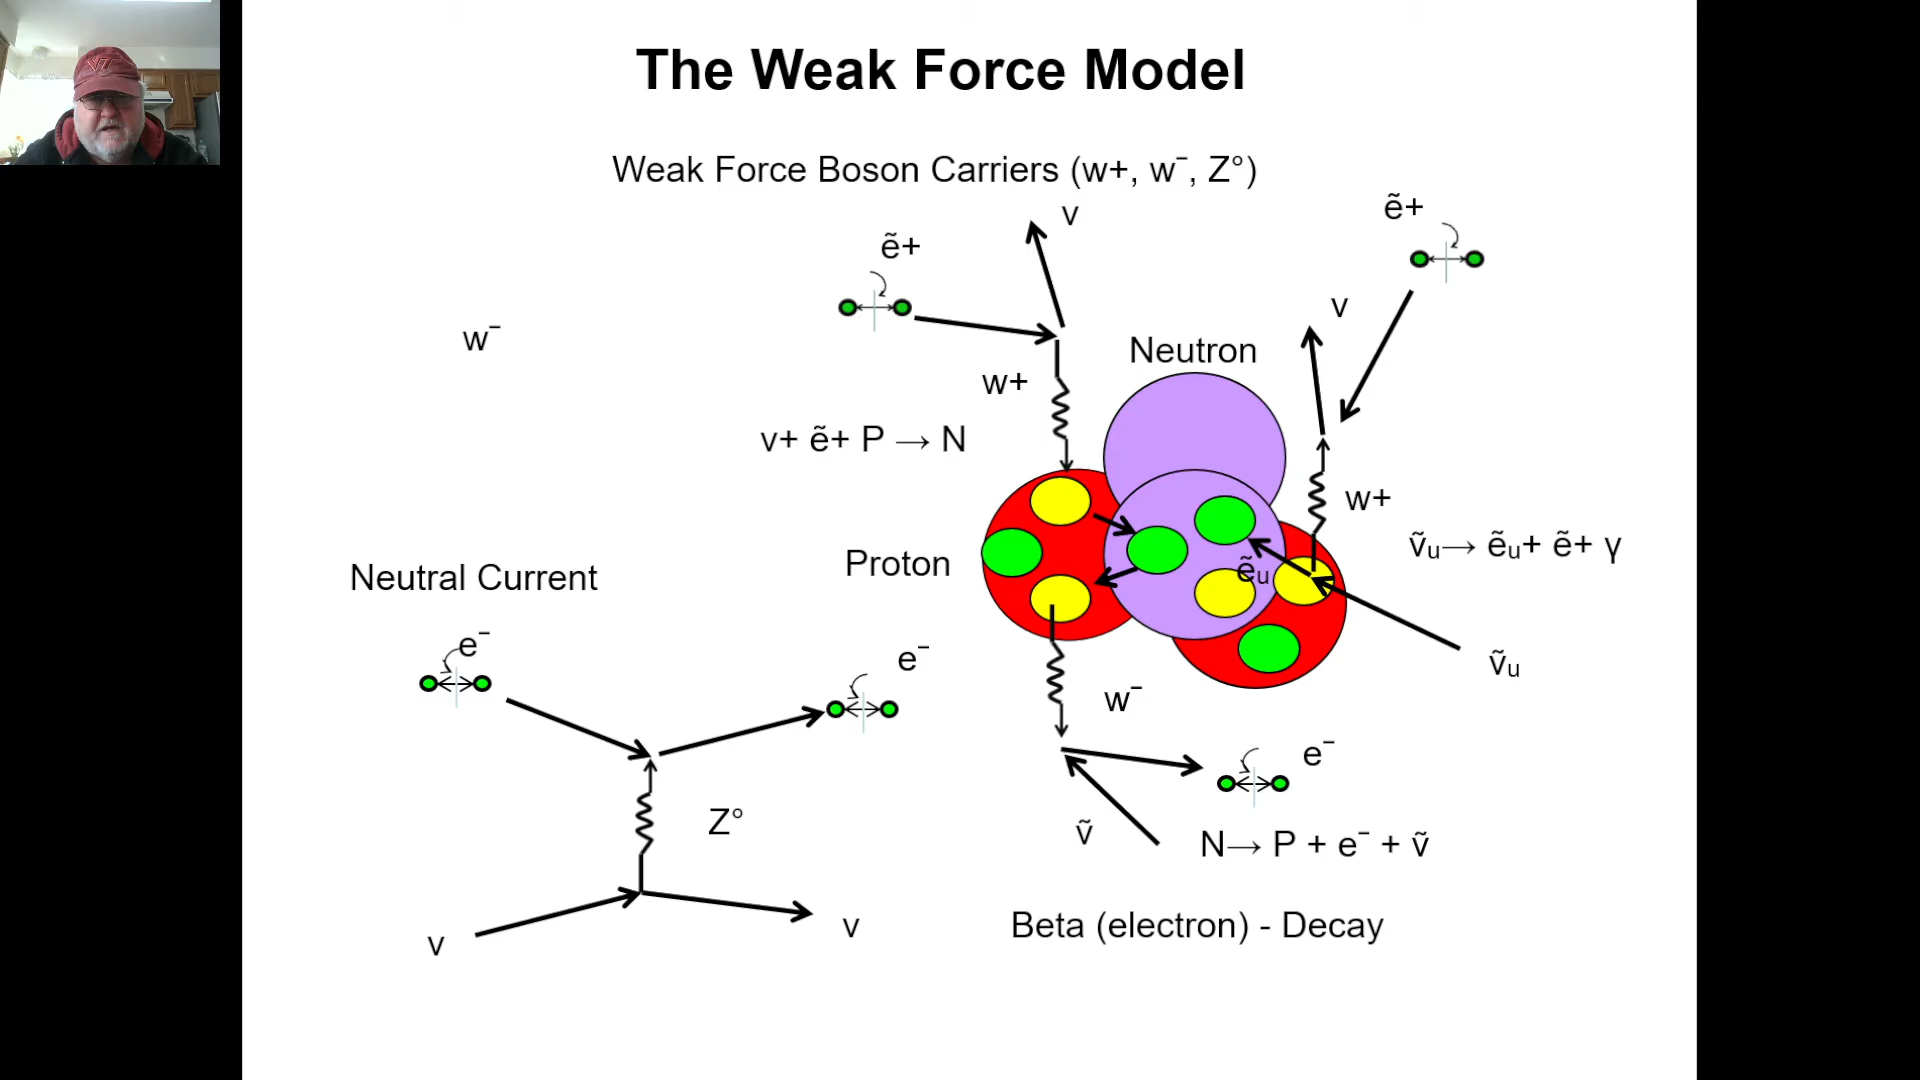 The Weak Force Model
Weak Force Boson Carriers (w+, w⁻, Z°)
ẽ+
v
ẽ+
v
w⁻
Neutron
w+
v+ ẽ+ P → N
w+
ṽu→ ẽu+ ẽ+ γ
Proton
ẽu
Neutral Current
e⁻
e⁻
ṽu
w⁻
e⁻
Z°
ṽ
N→ P + e⁻ + ṽ
v
v
Beta (electron) - Decay
VT